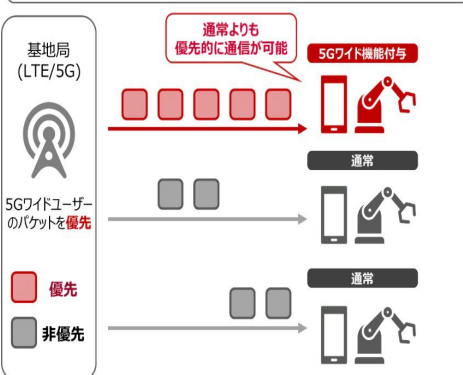 基地局
(LTE/5G)
5Gワイドユーザー
のパケットを優先
優先
非優先
通常よりも
優先的に通信が可能
5Gワイド機能付与
通常
通常